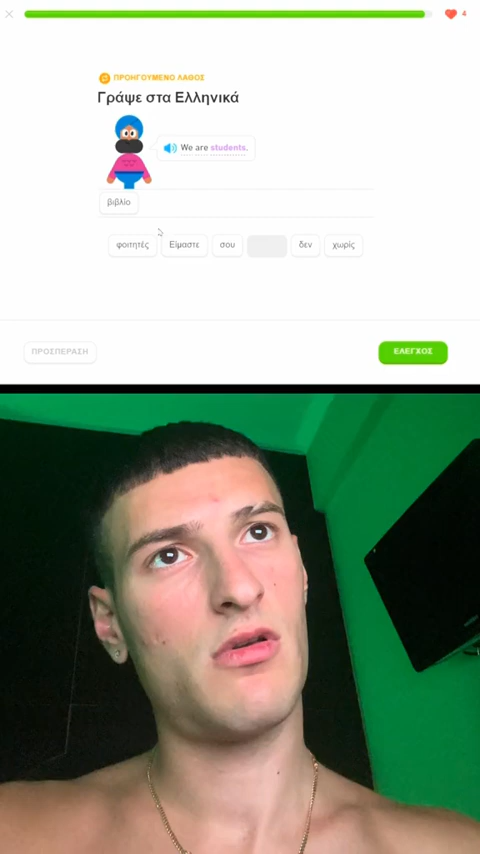 4
ΠΡΟΗΓΟΥΜΕΝΟ ΛΑΘΟΣ
Γράψε στα Ελληνικά
We are students.
βιβλίο
φοιτητές Είμαστε σου δεν χωρίς
ΠΡΟΣΠΕΡΑΣΗ ΕΛΕΓΧΟΣ